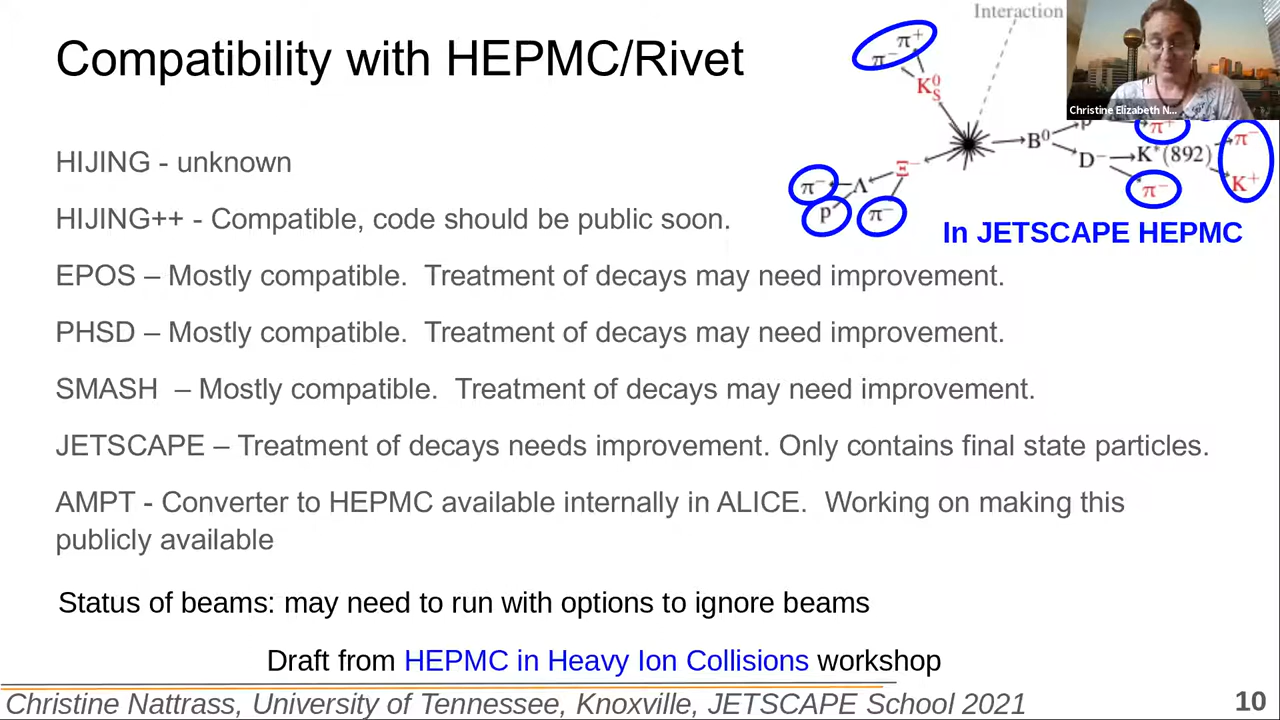 Compatibility with HEPMC/Rivet
Interaction
Christine Elizabeth N...
π⁺
π⁻
K⁰S
B⁰
π⁺
π⁻
D⁻
K*(892)
K⁺
π⁻
Ξ⁻
Λ
π⁻
p
π⁻
In JETSCAPE HEPMC
HIJING - unknown
HIJING++ - Compatible, code should be public soon.
EPOS – Mostly compatible. Treatment of decays may need improvement.
PHSD – Mostly compatible. Treatment of decays may need improvement.
SMASH – Mostly compatible. Treatment of decays may need improvement.
JETSCAPE – Treatment of decays needs improvement. Only contains final state particles.
AMPT - Converter to HEPMC available internally in ALICE. Working on making this
publicly available
Status of beams: may need to run with options to ignore beams
Draft from HEPMC in Heavy Ion Collisions workshop
Christine Nattrass, University of Tennessee, Knoxville, JETSCAPE School 2021
10